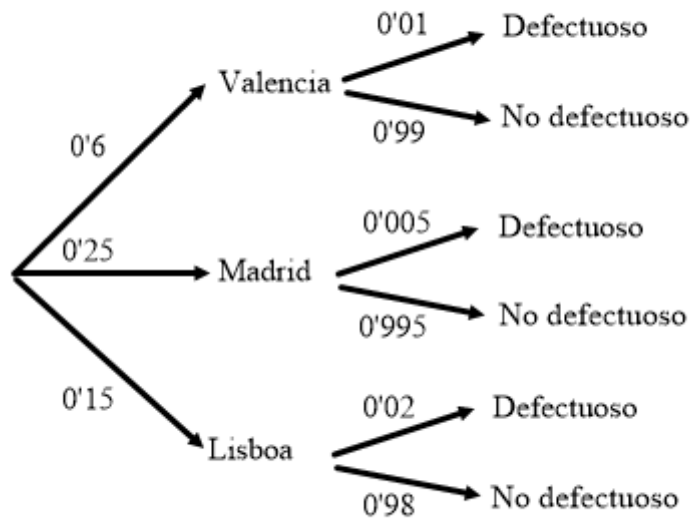 0'01 Defectuoso
Valencia
0'99 No defectuoso
0'6
0'005 Defectuoso
0'25 Madrid
0'995 No defectuoso
0'15
0'02 Defectuoso
Lisboa
0'98 No defectuoso